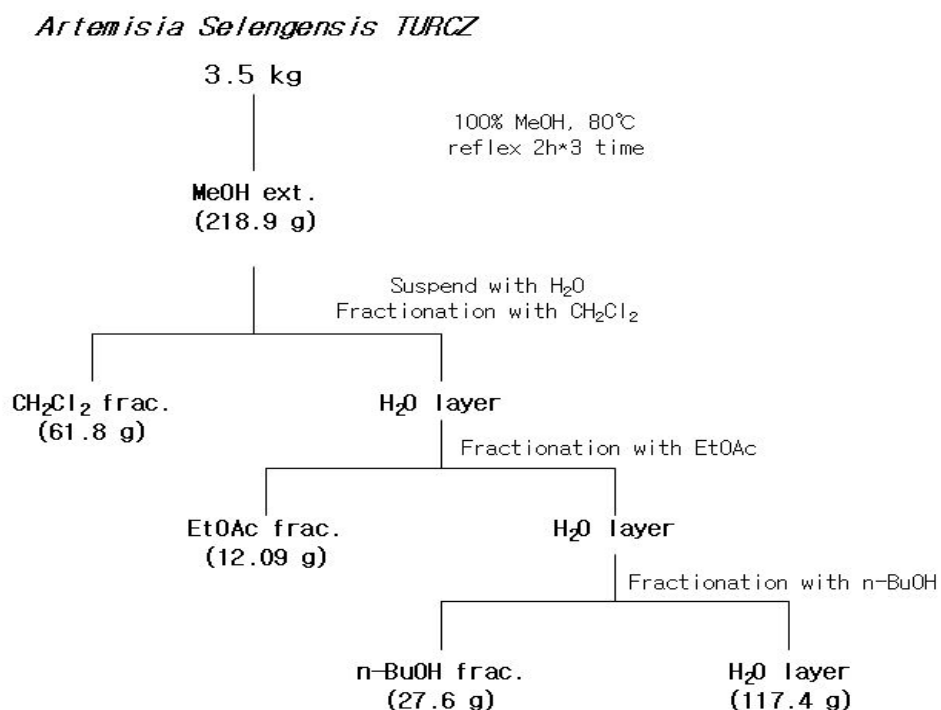 Artemisia Selengensis TURCZ
3.5 kg
100% MeOH, 80℃
reflex 2h*3 time
MeOH ext.
(218.9 g)
Suspend with H₂O
Fractionation with CH₂Cl₂
CH₂Cl₂ frac.
(61.8 g)
H₂O layer
Fractionation with EtOAc
EtOAc frac.
(12.09 g)
H₂O layer
Fractionation with n-BuOH
n-BuOH frac.
(27.6 g)
H₂O layer
(117.4 g)